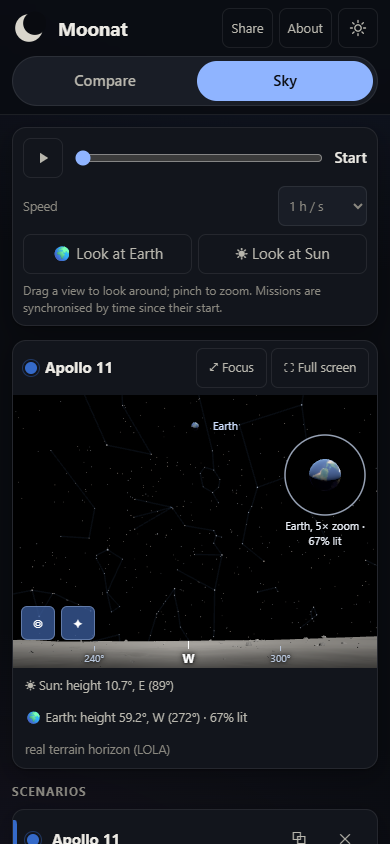 Moonat
Share
About
Compare
Sky
Start
Speed
1 h / s
Look at Earth
Look at Sun
Drag a view to look around; pinch to zoom. Missions are
synchronised by time since their start.
Apollo 11
Focus
Full screen
Earth
Earth, 5× zoom ·
67% lit
240°
W
300°
Sun: height 10.7°, E (89°)
Earth: height 59.2°, W (272°) · 67% lit
real terrain horizon (LOLA)
SCENARIOS
Apollo 11